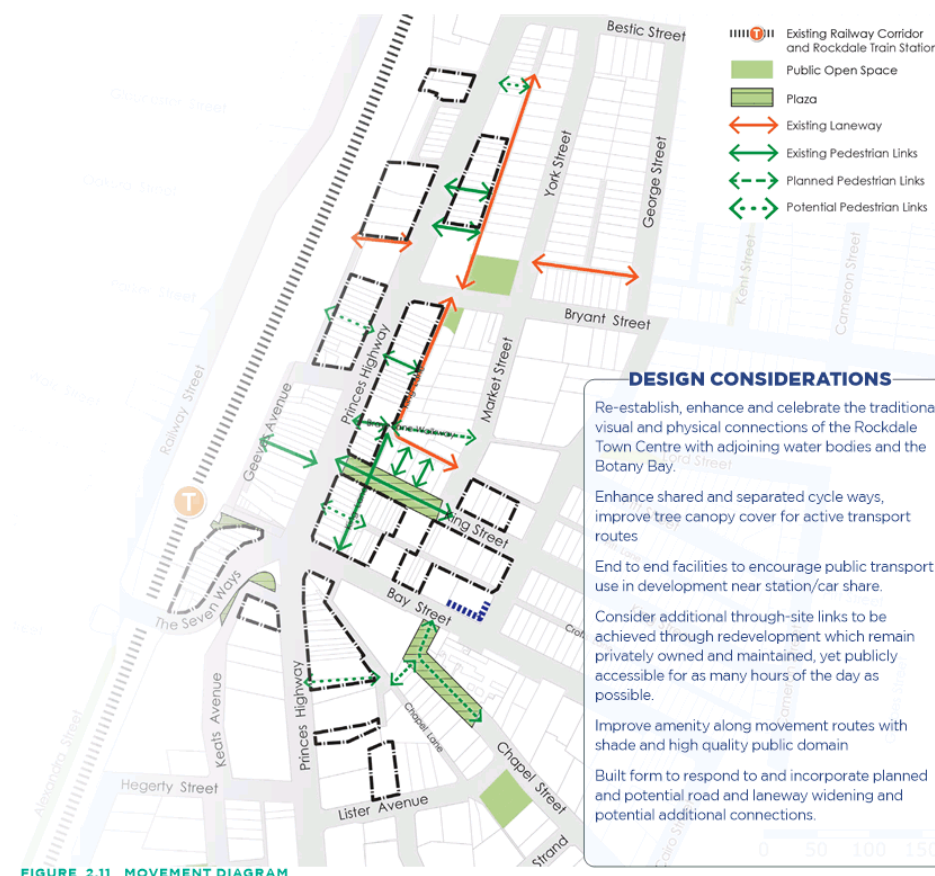 Bestic Street
Existing Railway Corridor
and Rockdale Train Station
Public Open Space
Plaza
Existing Laneway
Existing Pedestrian Links
Planned Pedestrian Links
Potential Pedestrian Links
T
York Street
George Street
Kent Street
Cameron Street
Bryant Street
Princes Highway
Market Street
Railway Street
Geeves Avenue
Walkway
T
King Street
Lord Street
The Seven Ways
Bay Street
Keats Avenue
Princes Highway
Chapel Lane
Chapel Street
Hegerty Street
Lister Avenue
Strand
DESIGN CONSIDERATIONS
Re-establish, enhance and celebrate the traditiona
visual and physical connections of the Rockdale
Town Centre with adjoining water bodies and the
Botany Bay.
Enhance shared and separated cycle ways,
improve tree canopy cover for active transport
routes
End to end facilities to encourage public transport
use in development near station/car share.
Consider additional through-site links to be
achieved through redevelopment which remain
privately owned and maintained, yet publicly
accessible for as many hours of the day as
possible.
Improve amenity along movement routes with
shade and high quality public domain
Built form to respond to and incorporate planned
and potential road and laneway widening and
potential additional connections.
0 50 100 150
FIGURE 2.11 MOVEMENT DIAGRAM